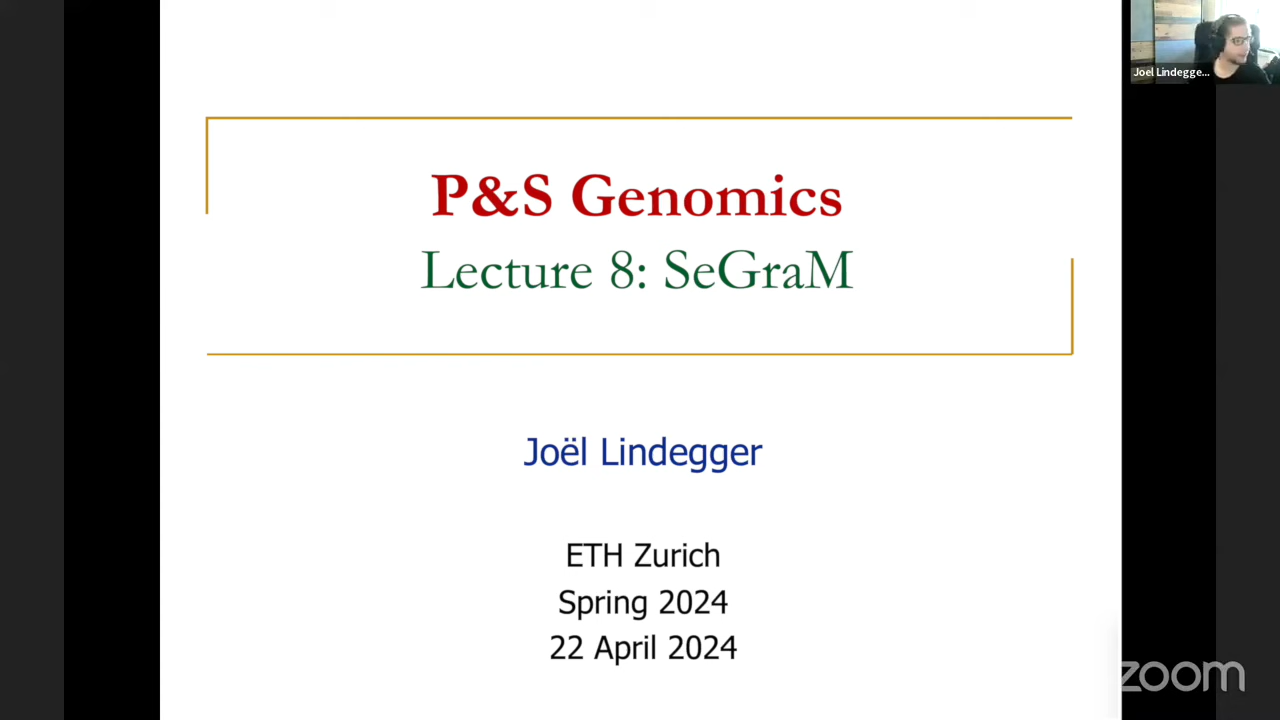 Joel Lindegge...
P&S Genomics
Lecture 8: SeGraM
Joël Lindegger
ETH Zurich
Spring 2024
22 April 2024
zoom